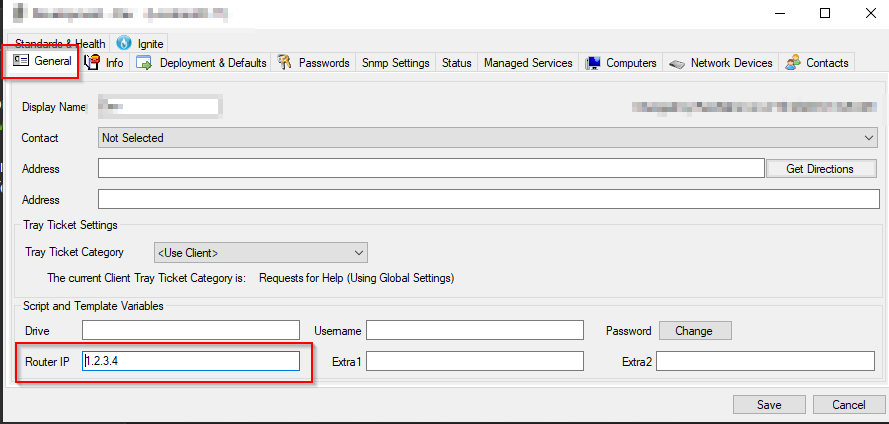 Standards & Health Ignite
General Info Deployment & Defaults Passwords Snmp Settings Status Managed Services Computers Network Devices Contacts
Display Name
Contact Not Selected
Address Get Directions
Address
Tray Ticket Settings
Tray Ticket Category <Use Client>
The current Client Tray Ticket Category is: Requests for Help (Using Global Settings)
Script and Template Variables
Drive Username Password Change
Router IP 1.2.3.4 Extra1 Extra2
Save Cancel